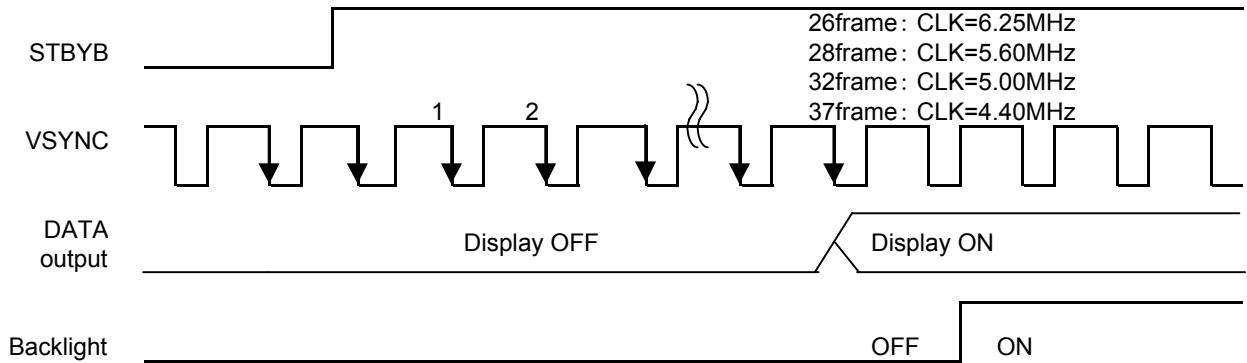 STBYB
26frame: CLK=6.25MHz
28frame: CLK=5.60MHz
32frame: CLK=5.00MHz
37frame: CLK=4.40MHz
1 2
VSYNC
DATA
output
Display OFF Display ON
Backlight OFF ON